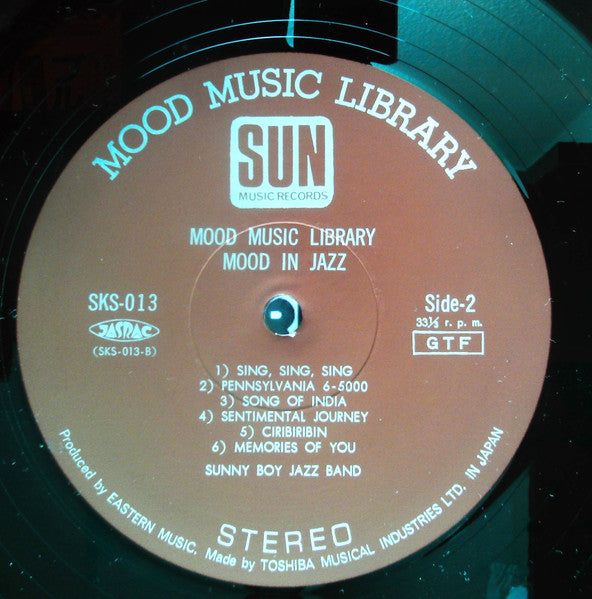 MOOD MUSIC LIBRARY
SUN
MUSIC RECORDS
MOOD MUSIC LIBRARY
MOOD IN JAZZ
SKS-013
JASRAC
(SKS-013-B)
Side-2
33⅓ r. p. m.
GTF
1) SING, SING, SING
2) PENNSYLVANIA 6-5000
3) SONG OF INDIA
4) SENTIMENTAL JOURNEY
5) CIRIBIRIBIN
6) MEMORIES OF YOU
SUNNY BOY JAZZ BAND
STEREO
Produced by EASTERN MUSIC. Made by TOSHIBA MUSICAL INDUSTRIES LTD. IN JAPAN